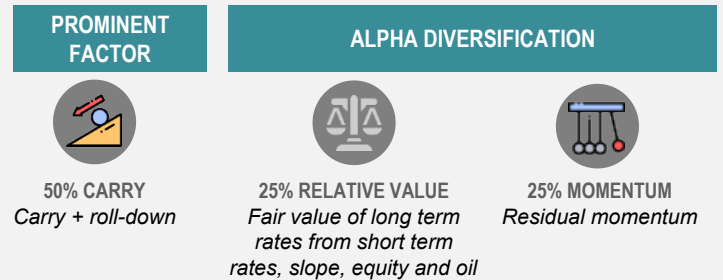 PROMINENT
FACTOR
ALPHA DIVERSIFICATION
50% CARRY
Carry + roll-down
25% RELATIVE VALUE
Fair value of long term
rates from short term
rates, slope, equity and oil
25% MOMENTUM
Residual momentum